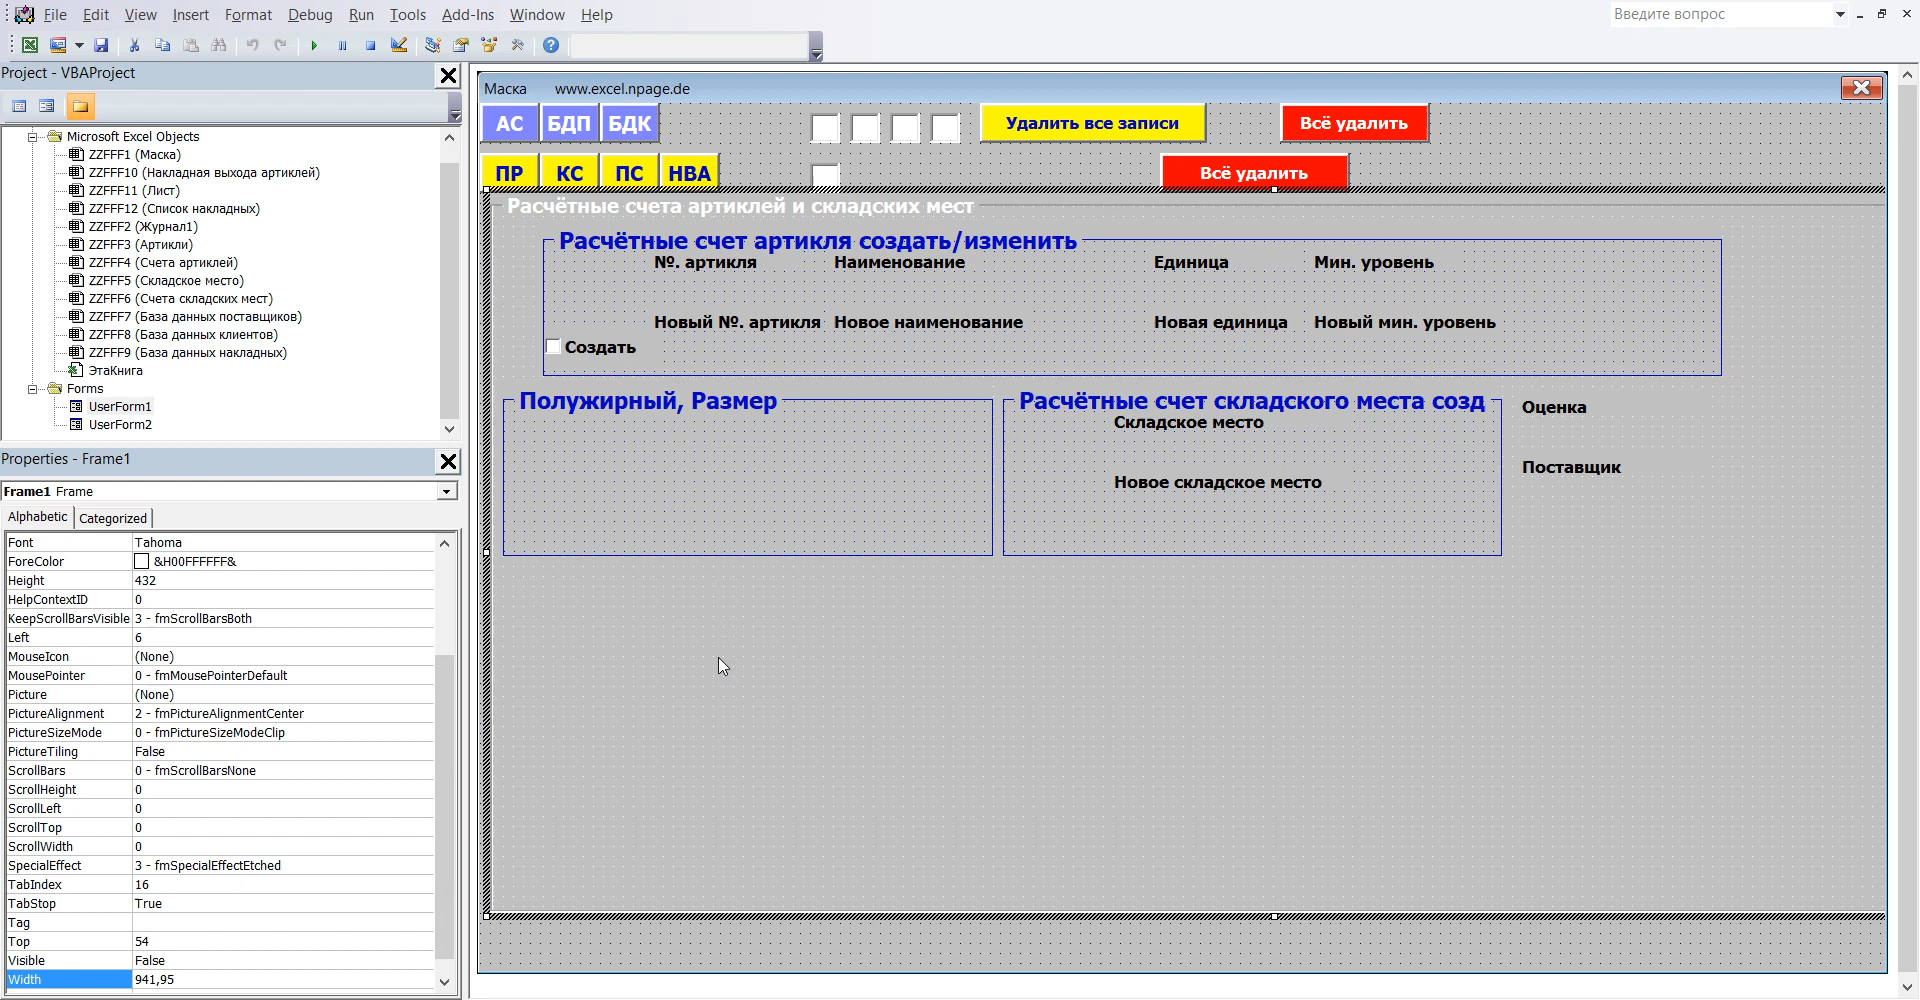 File Edit View Insert Format Debug Run Tools Add-Ins Window Help
Введите вопрос
Project - VBAProject
Microsoft Excel Objects
ZZFFF1 (Маска)
ZZFFF10 (Накладная выхода артиклей)
ZZFFF11 (Лист)
ZZFFF12 (Список накладных)
ZZFFF2 (Журнал1)
ZZFFF3 (Артикли)
ZZFFF4 (Счета артиклей)
ZZFFF5 (Складское место)
ZZFFF6 (Счета складских мест)
ZZFFF7 (База данных поставщиков)
ZZFFF8 (База данных клиентов)
ZZFFF9 (База данных накладных)
ЭтаКнига
Forms
UserForm1
UserForm2
Properties - Frame1
Frame1 Frame
Alphabetic Categorized
Font Tahoma
ForeColor &H00FFFFFF&
Height 432
HelpContextID 0
KeepScrollBarsVisible 3 - fmScrollBarsBoth
Left 6
MouseIcon (None)
MousePointer 0 - fmMousePointerDefault
Picture (None)
PictureAlignment 2 - fmPictureAlignmentCenter
PictureSizeMode 0 - fmPictureSizeModeClip
PictureTiling False
ScrollBars 0 - fmScrollBarsNone
ScrollHeight 0
ScrollLeft 0
ScrollTop 0
ScrollWidth 0
SpecialEffect 3 - fmSpecialEffectEtched
TabIndex 16
TabStop True
Tag
Top 54
Visible False
Width 941,95
Маска www.excel.npage.de
АС БДП БДК Удалить все записи Всё удалить
ПР КС ПС НВА Всё удалить
Расчётные счета артиклей и складских мест
Расчётные счет артикля создать/изменить
№. артикля Наименование Единица Мин. уровень
Новый №. артикля Новое наименование Новая единица Новый мин. уровень
Создать
Полужирный, Размер Расчётные счет складского места созд Оценка
Складское место
Поставщик
Новое складское место